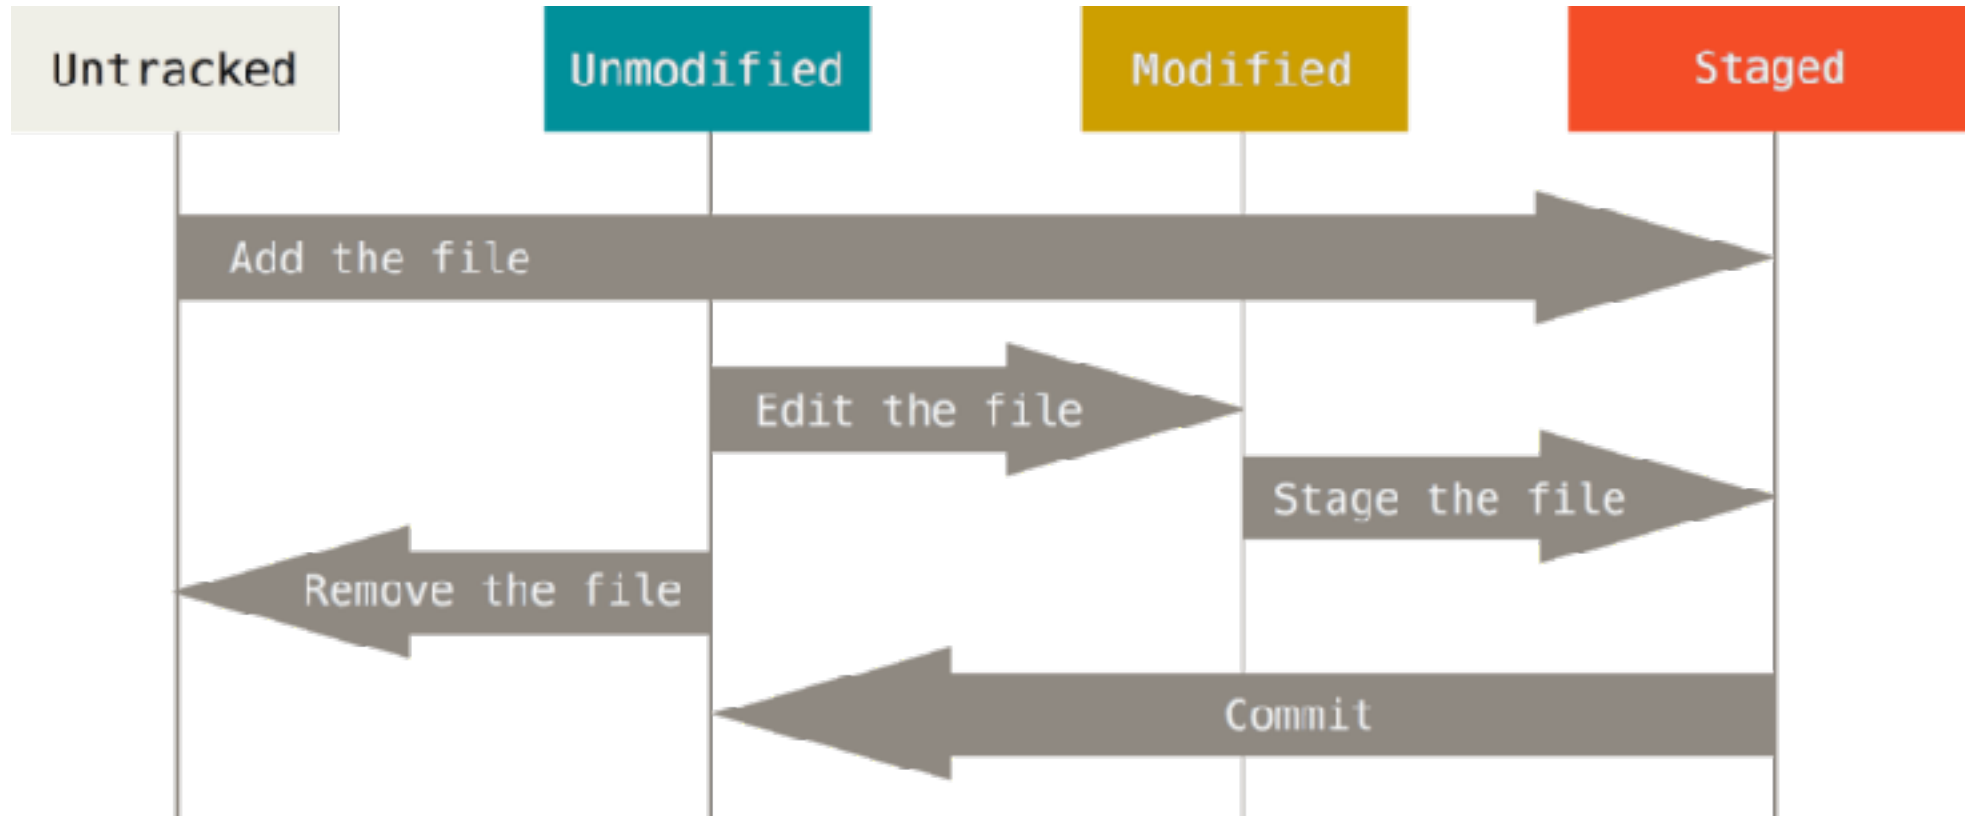 Untracked
Unmodified
Modified
Staged
Add the file
Edit the file
Stage the file
Remove the file
Commit